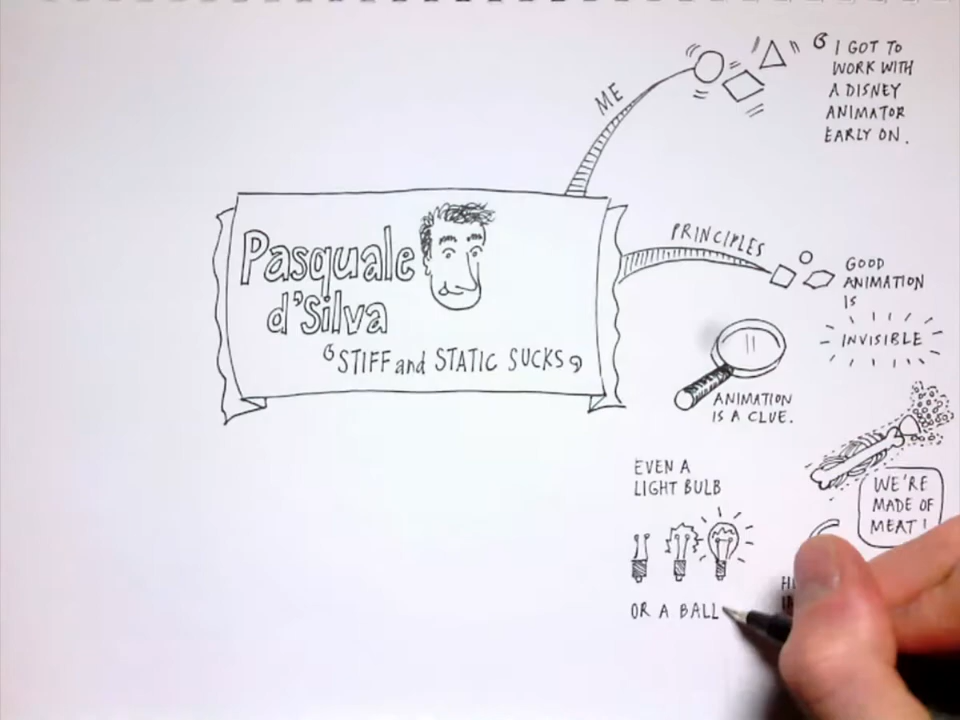 Pasquale
d'Silva
'STIFF and STATIC SUCKS'
ME
' I GOT TO
WORK WITH
A DISNEY
ANIMATOR
EARLY ON.
PRINCIPLES
GOOD
ANIMATION
IS
INVISIBLE
ANIMATION
IS A CLUE.
WE'RE
MADE OF
MEAT!
EVEN A
LIGHT BULB
OR A BALL